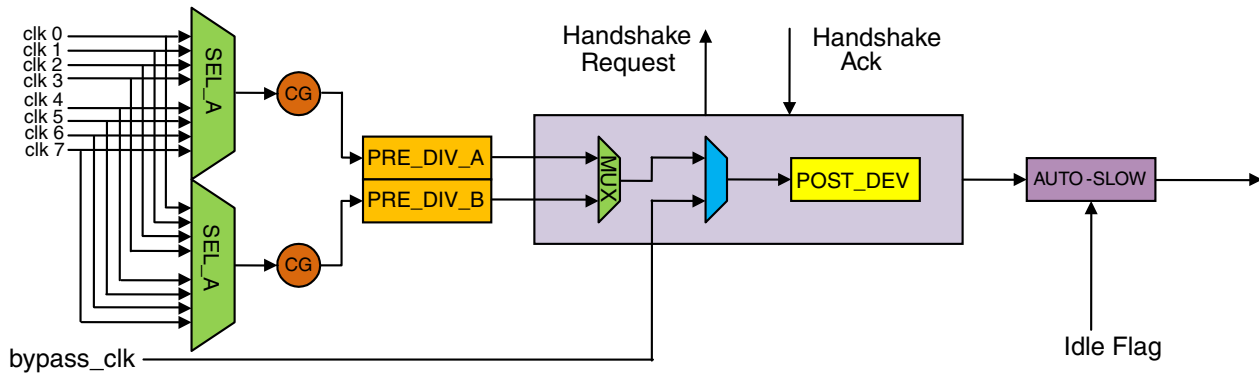 clk 0
clk 1
clk 2
clk 3
clk 4
clk 5
clk 6
clk 7
SEL_A
SEL_A
CG
CG
PRE_DIV_A
PRE_DIV_B
Handshake
Request
Handshake
Ack
MUX
POST_DEV
AUTO-SLOW
Idle Flag
bypass_clk